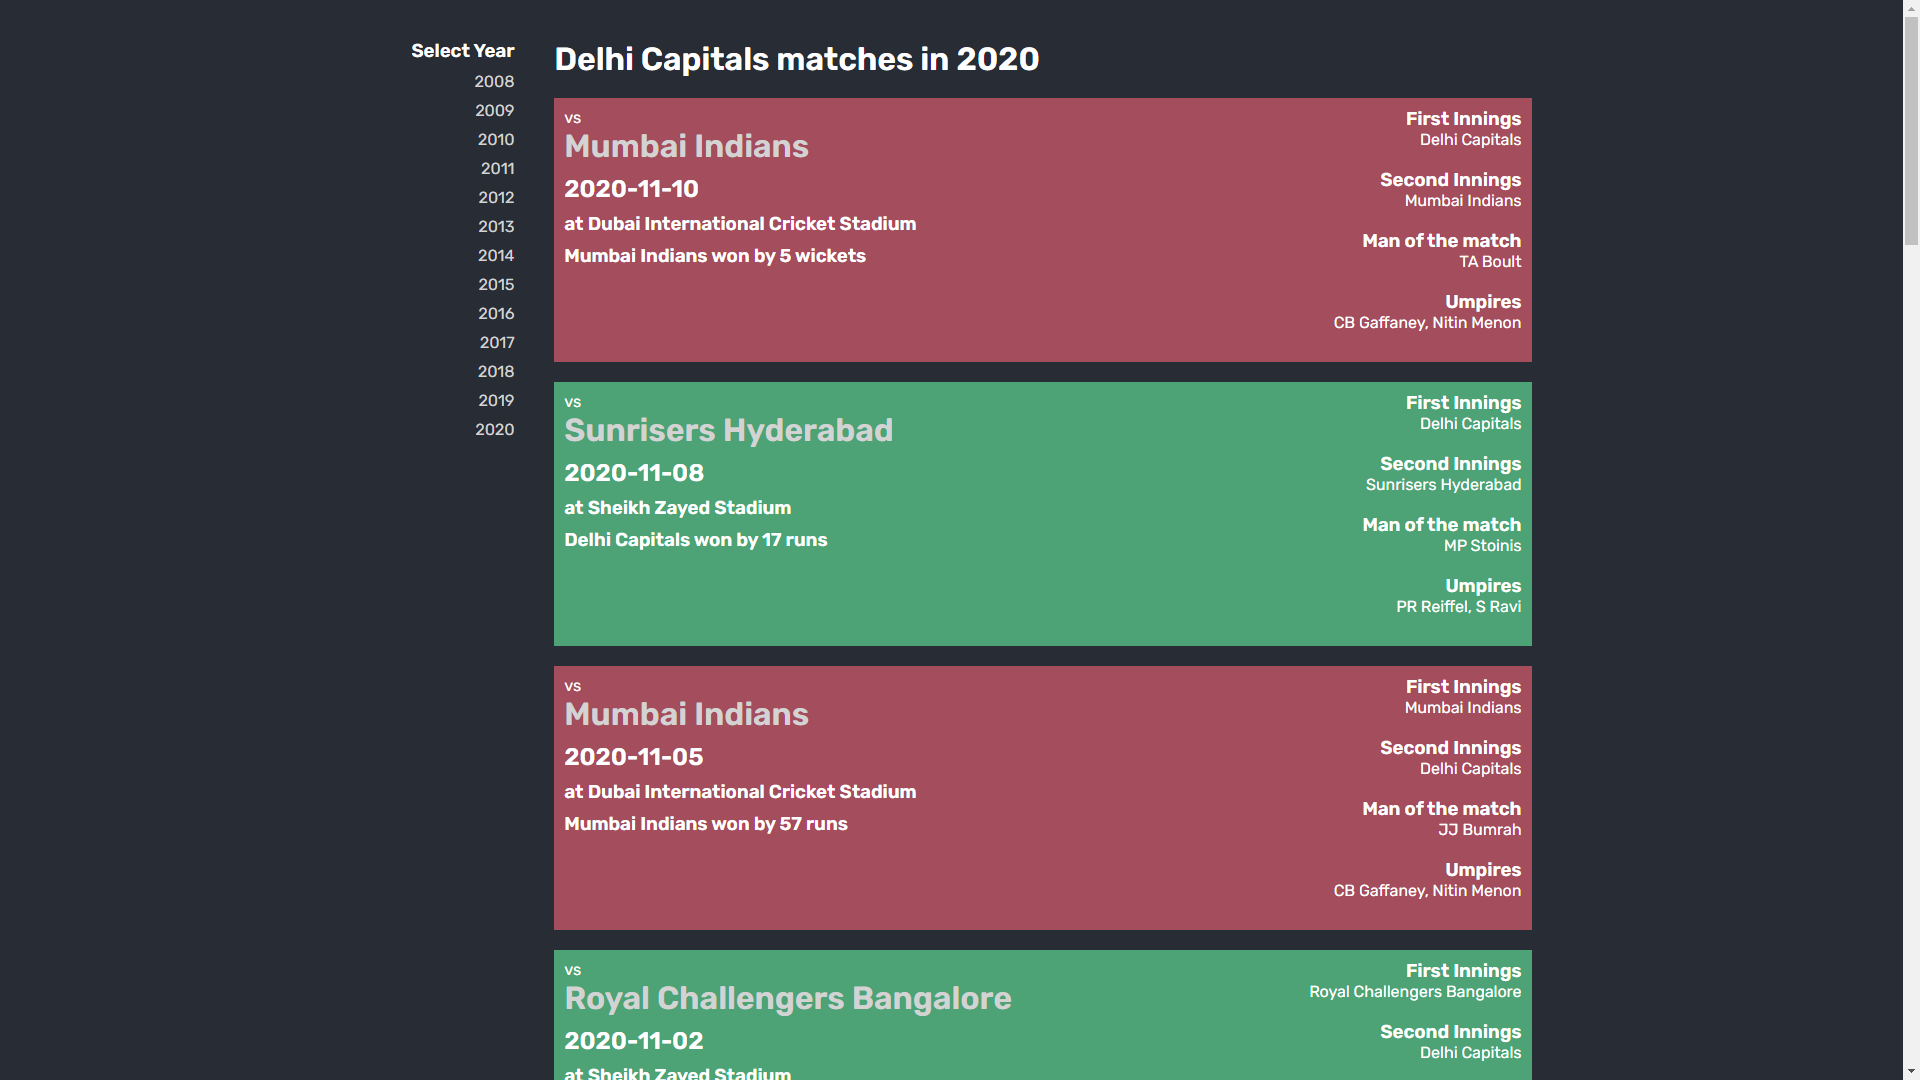 Select Year
2008
2009
2010
2011
2012
2013
2014
2015
2016
2017
2018
2019
2020
Delhi Capitals matches in 2020
vs
Mumbai Indians
2020-11-10
at Dubai International Cricket Stadium
Mumbai Indians won by 5 wickets
First Innings
Delhi Capitals
Second Innings
Mumbai Indians
Man of the match
TA Boult
Umpires
CB Gaffaney, Nitin Menon
vs
Sunrisers Hyderabad
2020-11-08
at Sheikh Zayed Stadium
Delhi Capitals won by 17 runs
First Innings
Delhi Capitals
Second Innings
Sunrisers Hyderabad
Man of the match
MP Stoinis
Umpires
PR Reiffel, S Ravi
vs
Mumbai Indians
2020-11-05
at Dubai International Cricket Stadium
Mumbai Indians won by 57 runs
First Innings
Mumbai Indians
Second Innings
Delhi Capitals
Man of the match
JJ Bumrah
Umpires
CB Gaffaney, Nitin Menon
vs
Royal Challengers Bangalore
2020-11-02
at Sheikh Zayed Stadium
First Innings
Royal Challengers Bangalore
Second Innings
Delhi Capitals